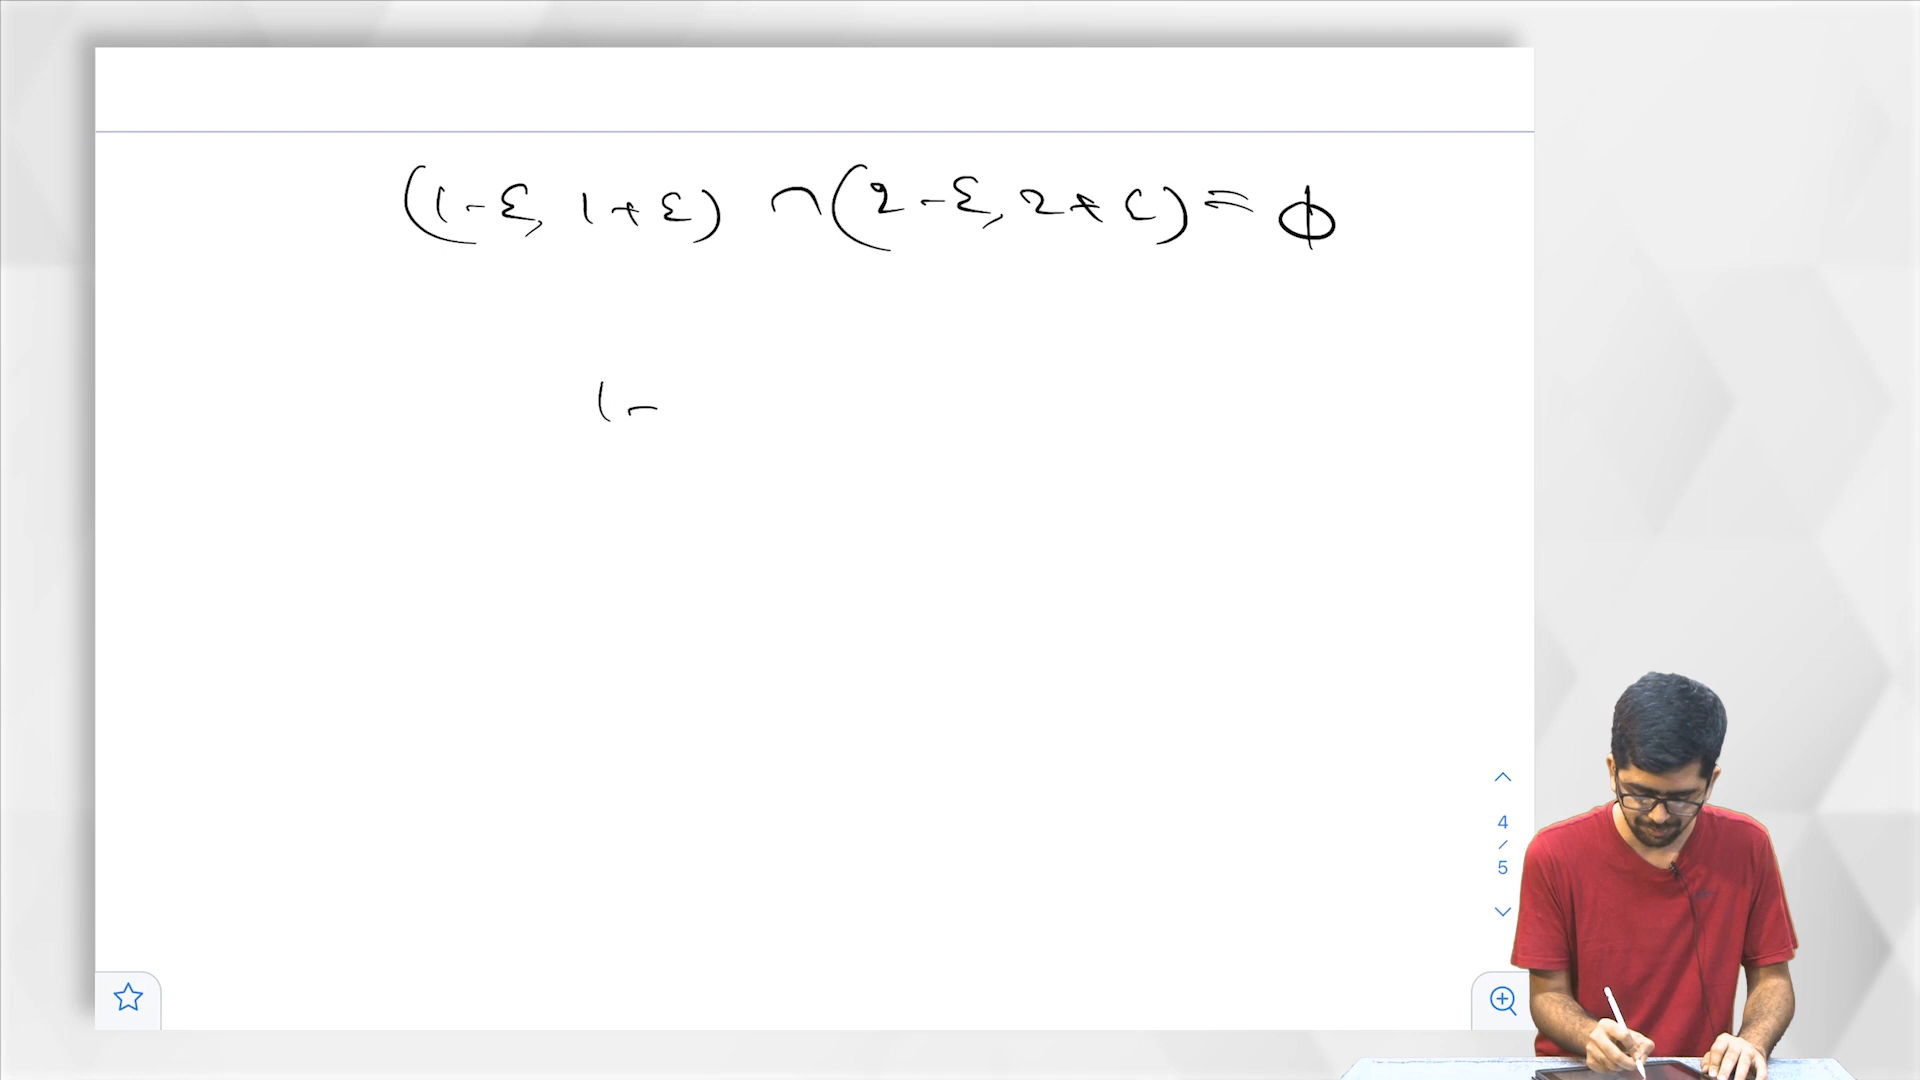 (1-ε, 1+ε) ∩ (2-ε, 2+ε) = ϕ
1-
4
/
5